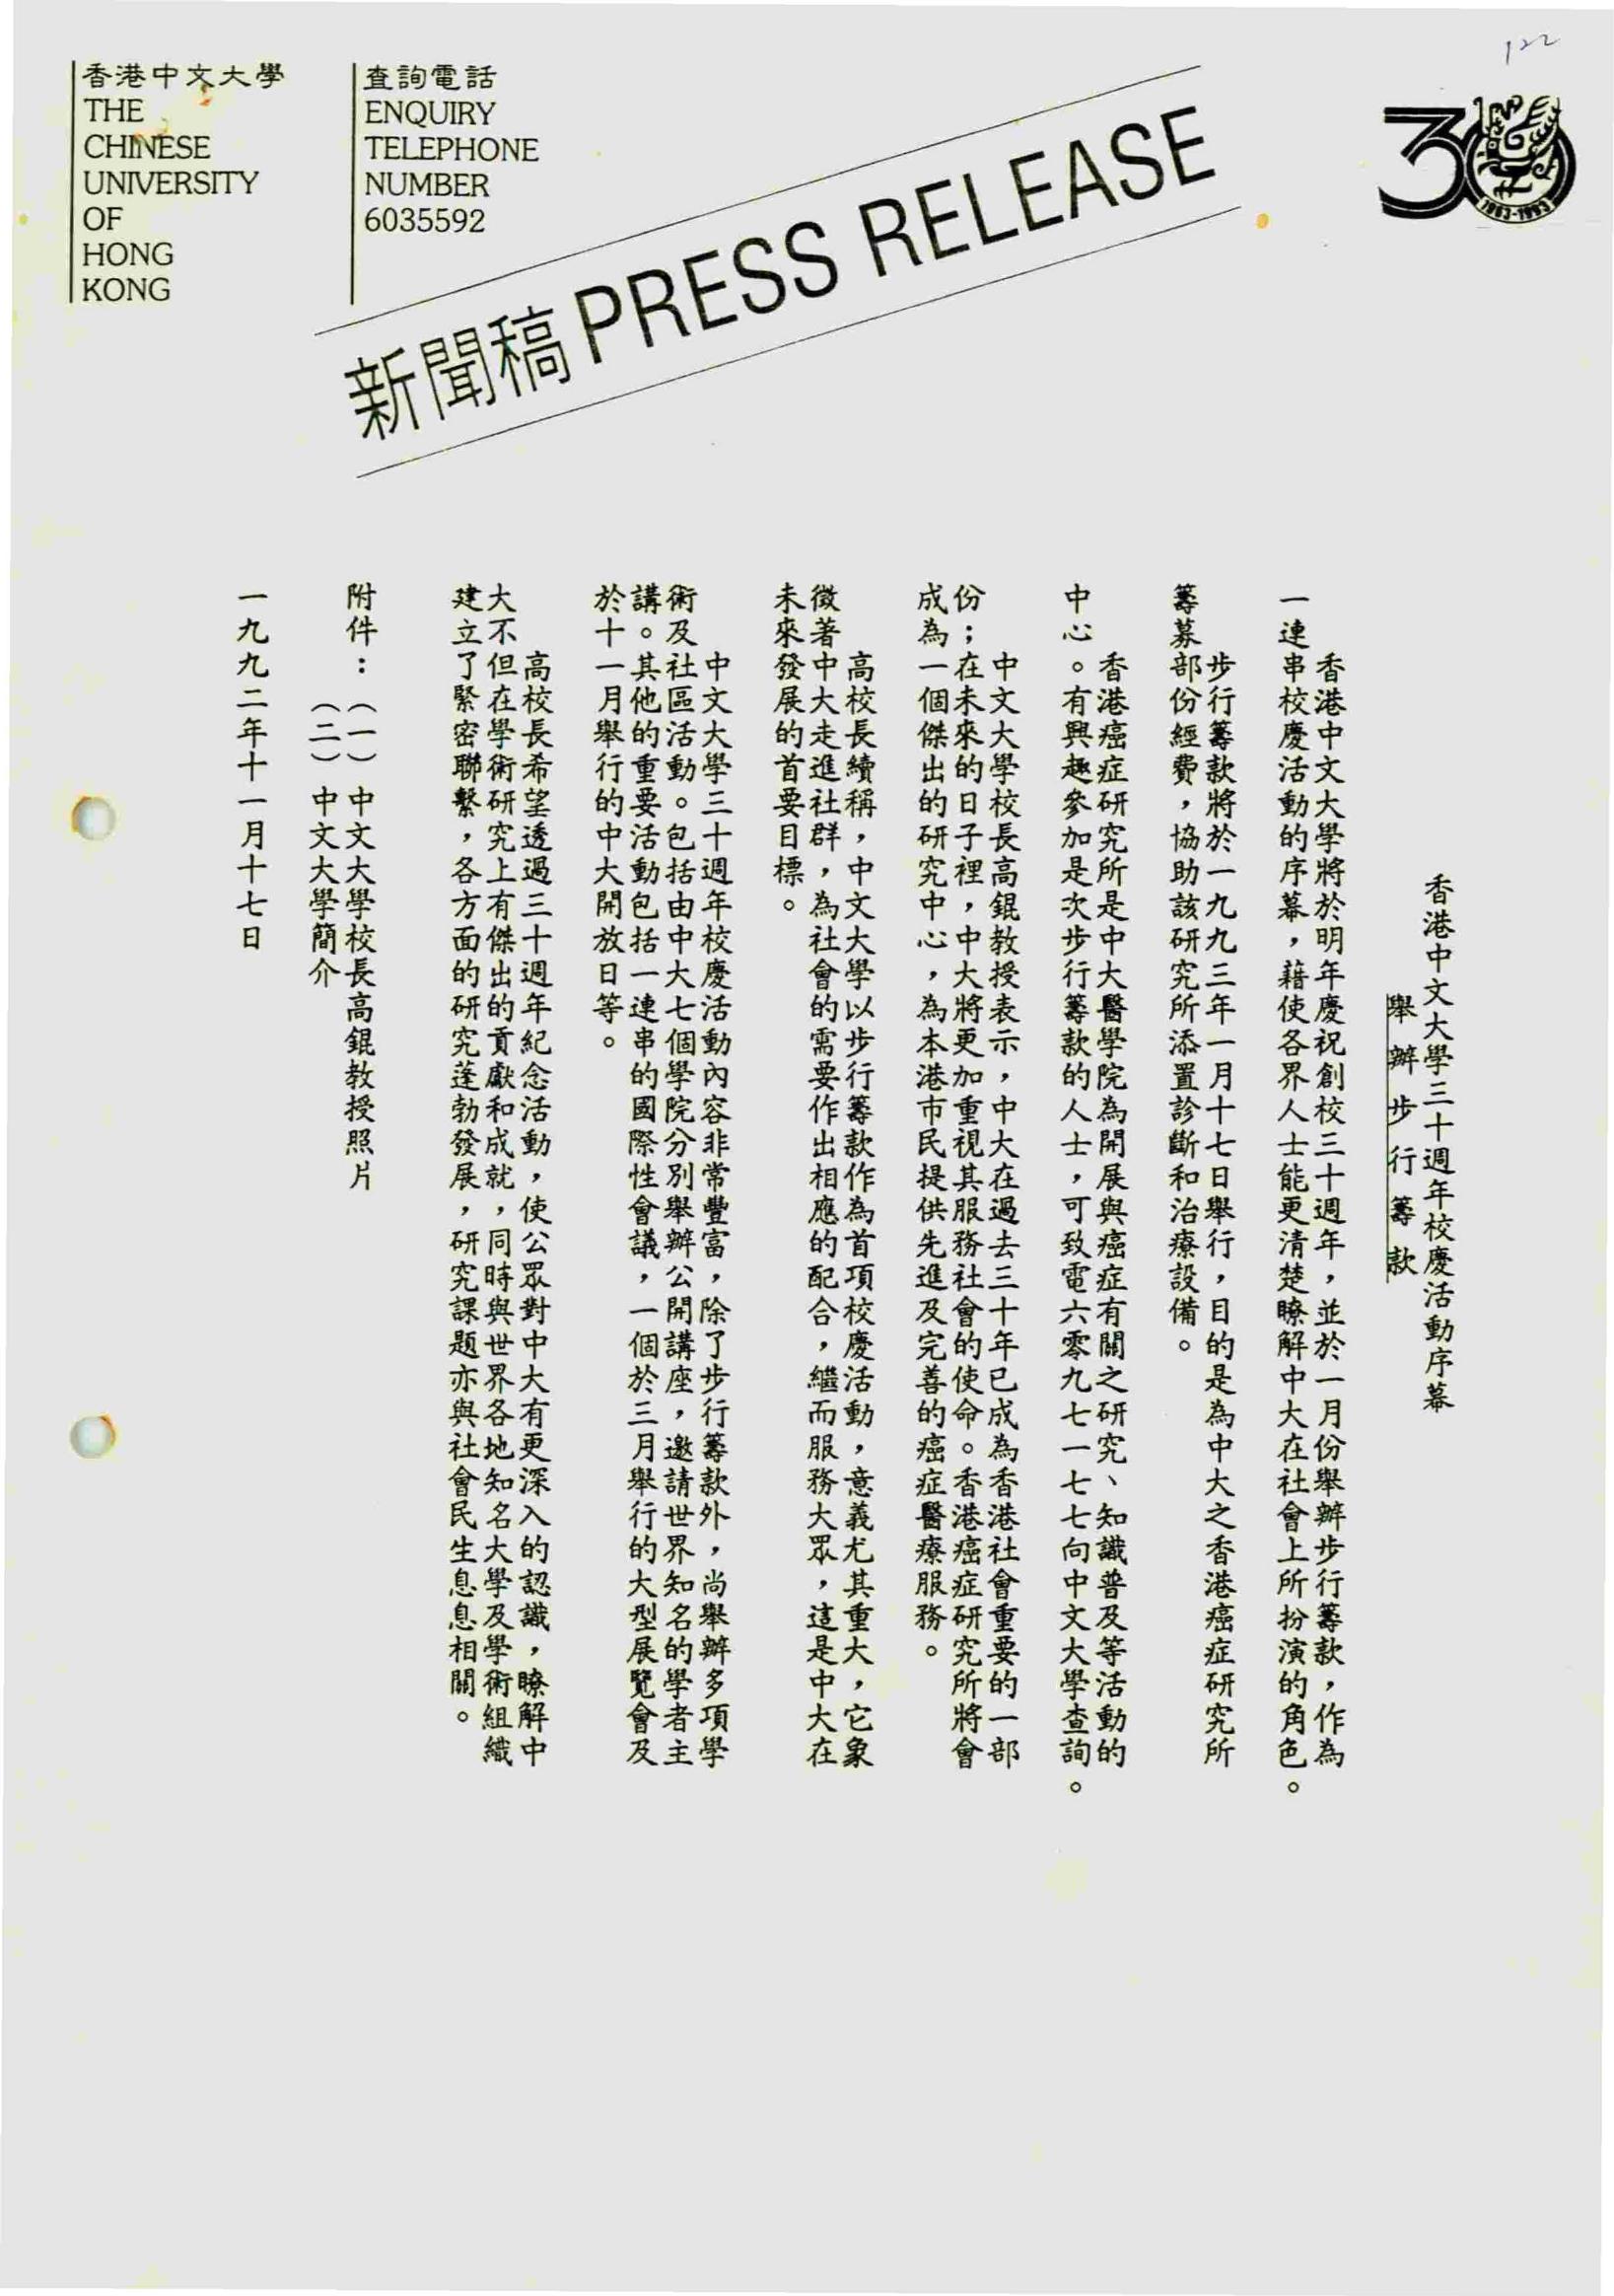 122
香港中文大學
THE
CHINESE
UNIVERSITY
OF
HONG
KONG
查詢電話
ENQUIRY
TELEPHONE
NUMBER
6035592
新聞稿 PRESS RELEASE
30
1963-1993
香港中文大學三十週年校慶活動序幕
舉辦步行籌款
香港中文大學將於明年慶祝創校三十週年，並於一月份舉辦步行籌款，作為
一連串校慶活動的序幕，藉使各界人士能更清楚瞭解中大在社會上所扮演的角色。
步行籌款將於一九九三年一月十七日舉行，目的是為中大之香港癌症研究所
籌募部份經費，協助該研究所添置診斷和治療設備。
香港癌症研究所是中大醫學院為開展與癌症有關之研究、知識普及等活動的
中心。有興趣參加是次步行籌款的人士，可致電六零九七一七七向中文大學查詢。
中文大學校長高錕教授表示，中大在過去三十年已成為香港社會重要的一部
份；在未來的日子裡，中大將更加重視其服務社會的使命。香港癌症研究所將會
成為一個傑出的研究中心，為本港市民提供先進及完善的癌症醫療服務。
高校長續稱，中文大學以步行籌款作為首項校慶活動，意義尤其重大，它象
徵著中大走進社群，為社會的需要作出相應的配合，繼而服務大眾，這是中大在
未來發展的首要目標。
中文大學三十週年校慶活動內容非常豐富，除了步行籌款外，尚舉辦多項學
術及社區活動。包括由中大七個學院分別舉辦公開講座，邀請世界知名的學者主
講。其他的重要活動包括一連串的國際性會議，一個於三月舉行的大型展覽會及
於十一月舉行的中大開放日等。
高校長希望透過三十週年紀念活動，使公眾對中大有更深入的認識，瞭解中
大不但在學術研究上有傑出的貢獻和成就，同時與世界各地知名大學及學術組織
建立了緊密聯繫，各方面的研究蓬勃發展，研究課題亦與社會民生息息相關。
附件：（一）中文大學校長高錕教授照片
（二）中文大學簡介
一九九二年十一月十七日